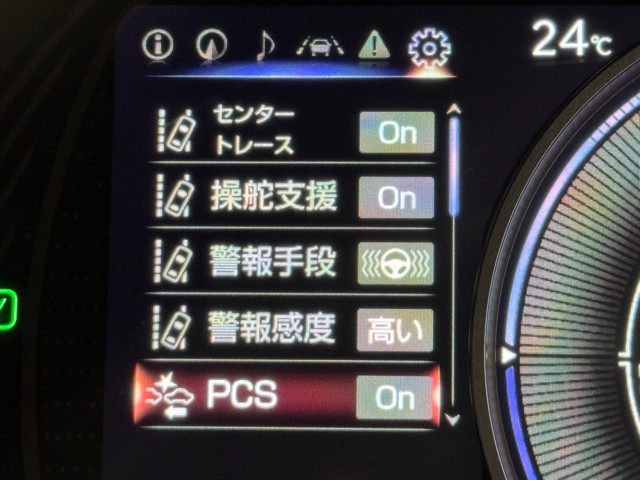 24℃
センター
トレース
On
操舵支援 On
警報手段
警報感度 高い
PCS On